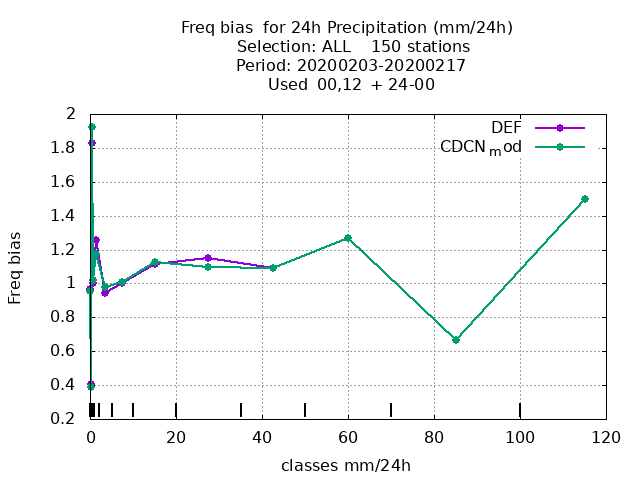 Freq bias  for 24h Precipitation (mm/24h)
Selection: ALL    150 stations
Period: 20200203-20200217
Used  00,12  + 24-00
DEF
CDCN_mod
2
1.8
1.6
1.4
1.2
1
0.8
0.6
0.4
0.2
Freq bias
0 20 40 60 80 100 120
classes mm/24h